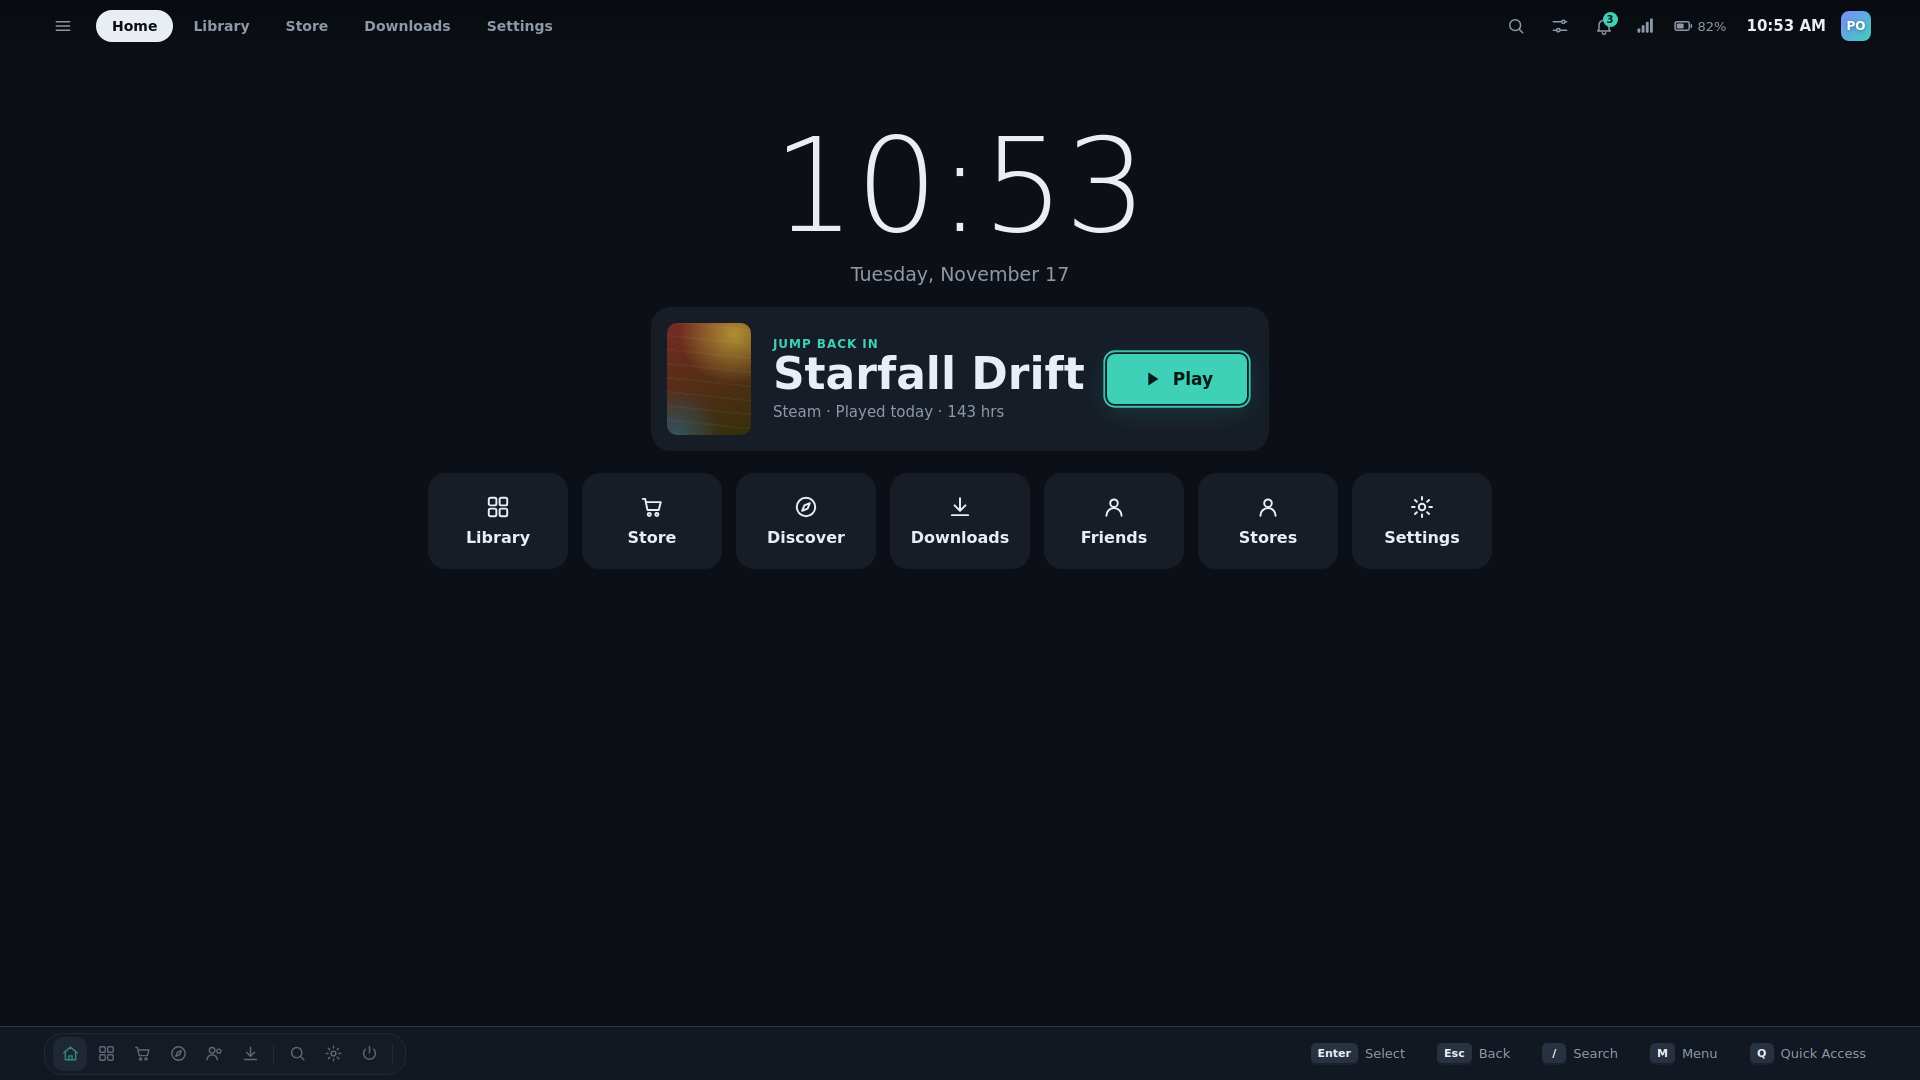 Home Library Store Downloads Settings 3 82% 10:53 AM PO
10:53
Tuesday, November 17
JUMP BACK IN
Starfall Drift
Steam · Played today · 143 hrs
Play
Library Store Discover Downloads Friends Stores Settings
Enter Select Esc Back / Search M Menu Q Quick Access